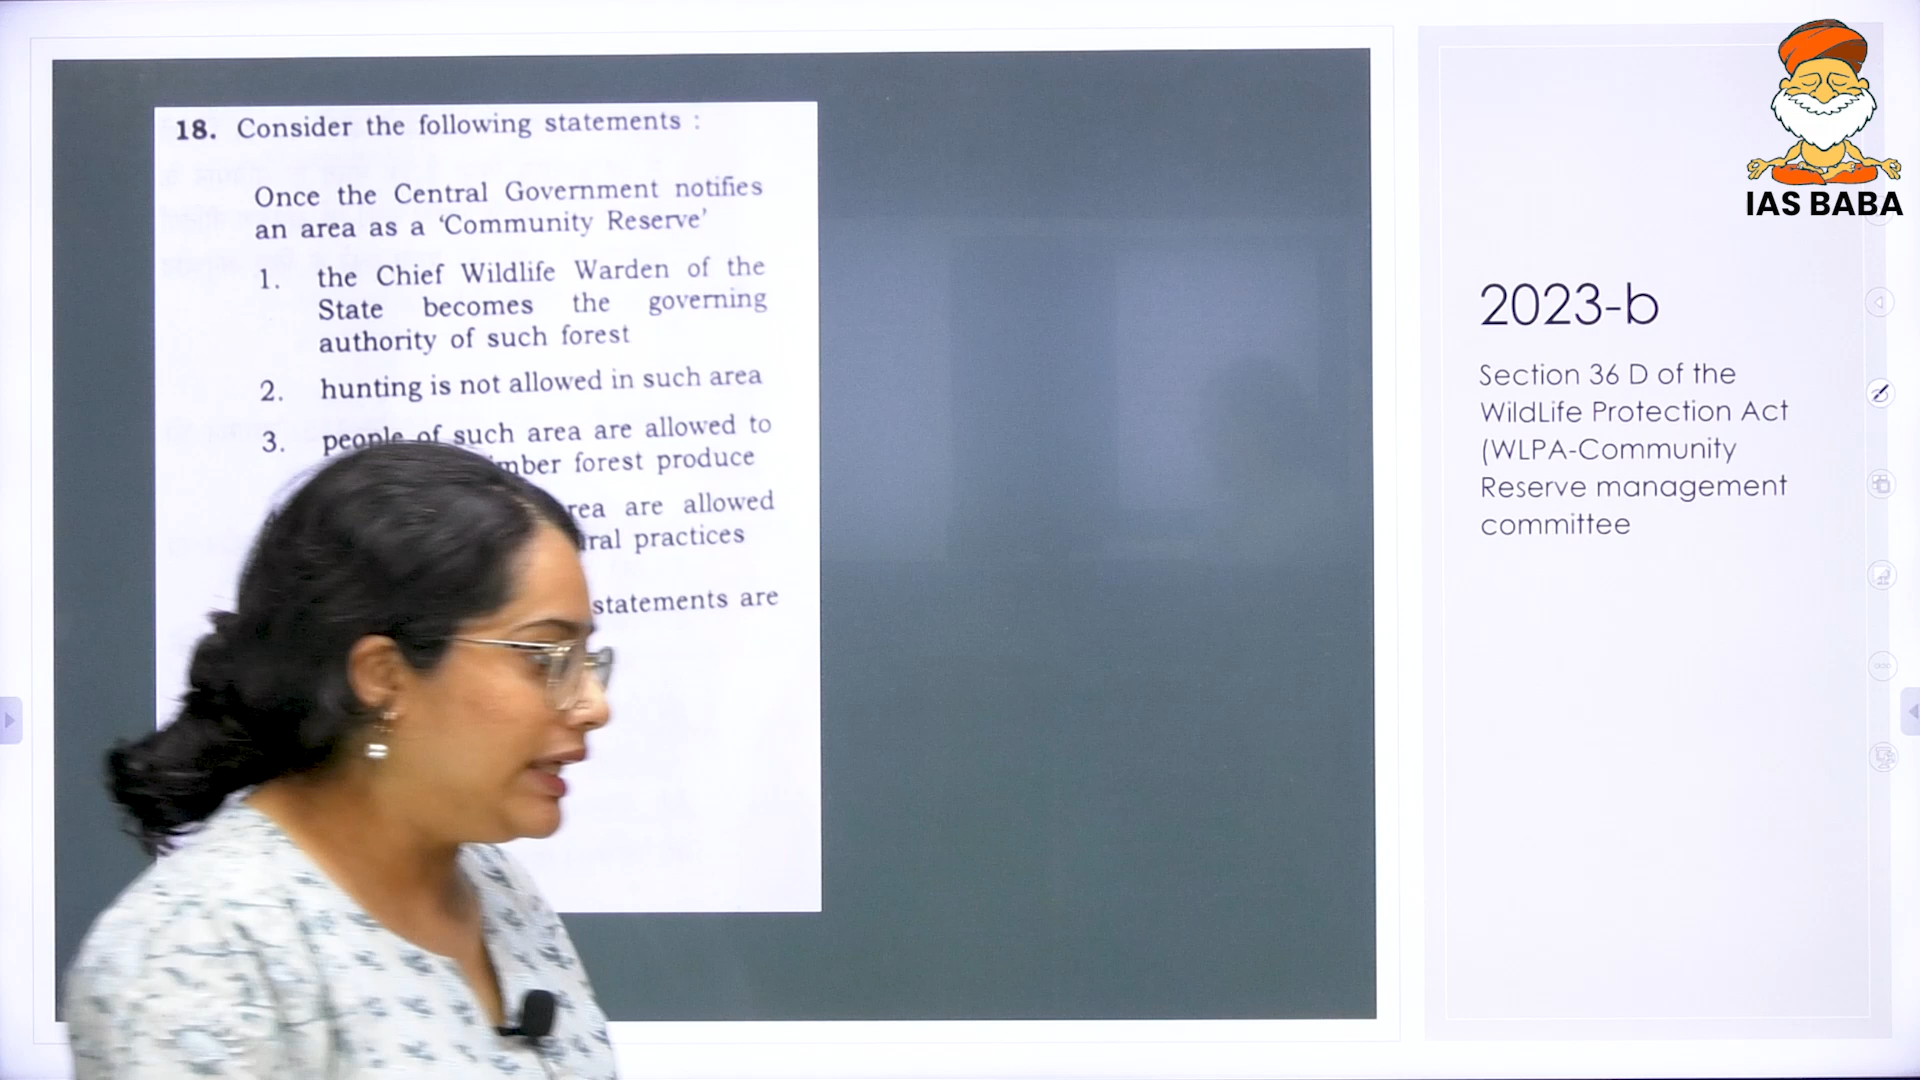 18. Consider the following statements :
Once the Central Government notifies
an area as a ‘Community Reserve’
1. the Chief Wildlife Warden of the
State becomes the governing
authority of such forest
2. hunting is not allowed in such area
3. people of such area are allowed to
forest produce
are allowed
practices
statements are
IAS BABA
2023-b
Section 36 D of the
WildLife Protection Act
(WLPA-Community
Reserve management
committee